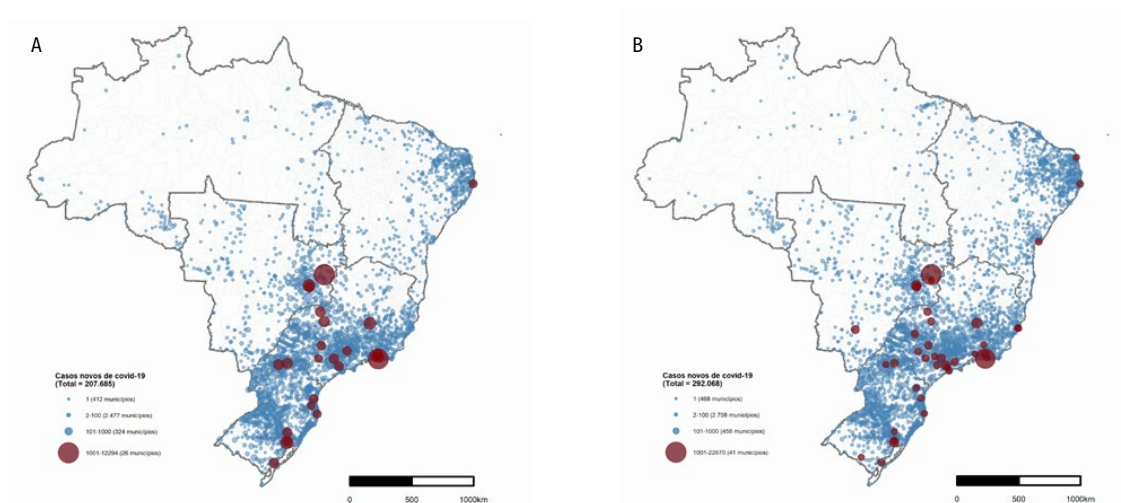 A
Casos novos de covid-19
(Total = 207.685)
1 (412 municípios)
2-100 (2.477 municípios)
101-1000 (324 municípios)
1001-12294 (26 municípios)
0 500 1000km
B
Casos novos de covid-19
(Total = 292.068)
1 (468 municípios)
2-100 (2.708 municípios)
101-1000 (458 municípios)
1001-22670 (41 municípios)
0 500 1000km